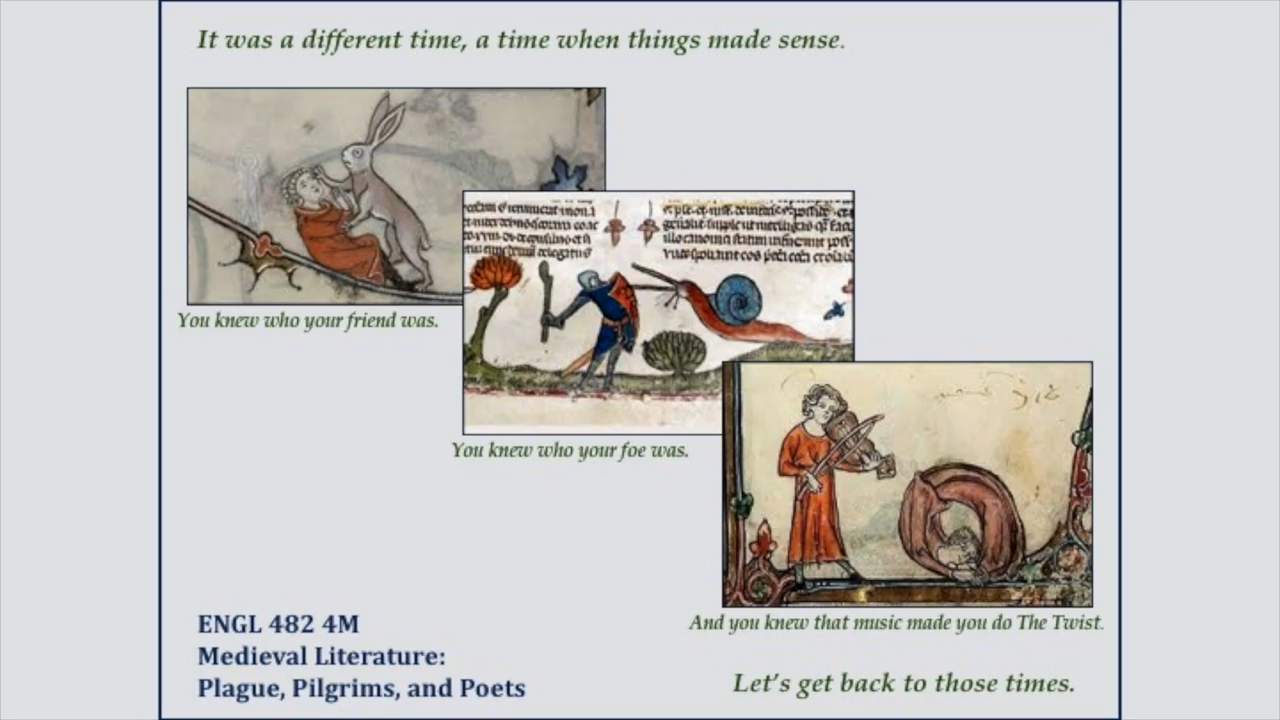 It was a different time, a time when things made sense.
You knew who your friend was.
You knew who your foe was.
And you knew that music made you do The Twist.
ENGL 482 4M
Medieval Literature:
Plague, Pilgrims, and Poets
Let's get back to those times.